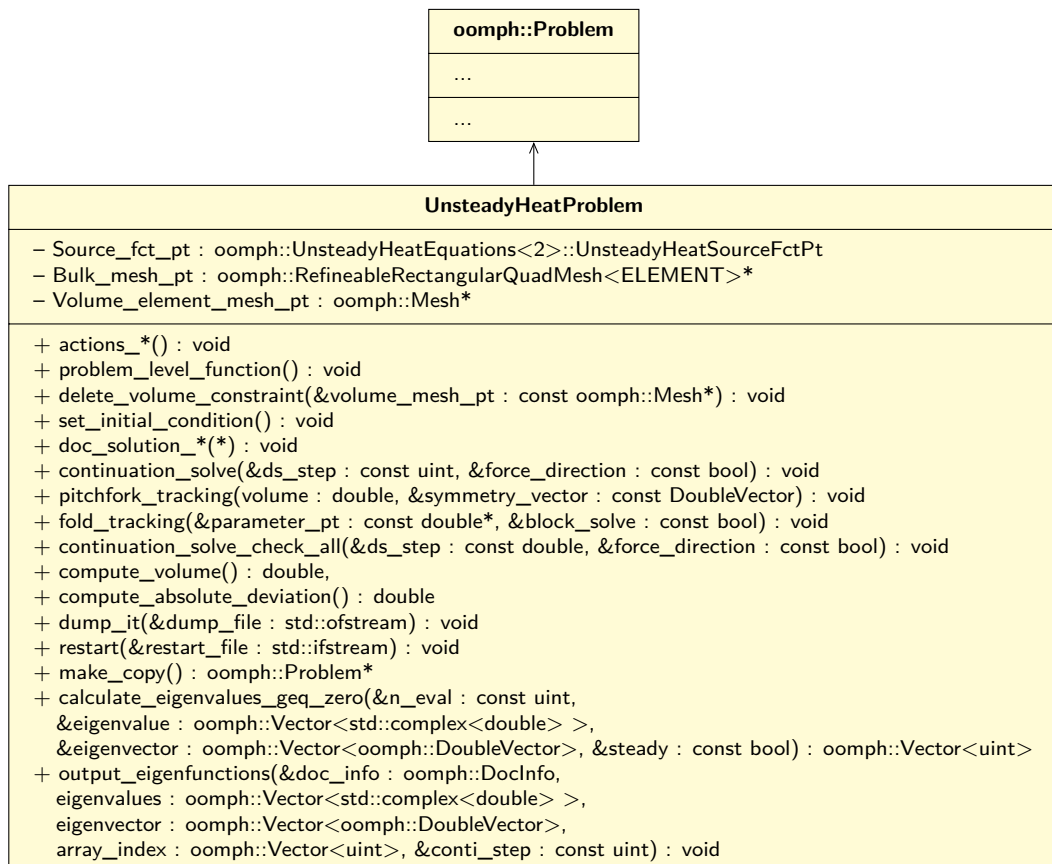 oomph::Problem
...
...
UnsteadyHeatProblem
– Source_fct_pt : oomph::UnsteadyHeatEquations<2>::UnsteadyHeatSourceFctPt
– Bulk_mesh_pt : oomph::RefineableRectangularQuadMesh<ELEMENT>*
– Volume_element_mesh_pt : oomph::Mesh*
+ actions_*() : void
+ problem_level_function() : void
+ delete_volume_constraint(&volume_mesh_pt : const oomph::Mesh*) : void
+ set_initial_condition() : void
+ doc_solution_*(*) : void
+ continuation_solve(&ds_step : const uint, &force_direction : const bool) : void
+ pitchfork_tracking(volume : double, &symmetry_vector : const DoubleVector) : void
+ fold_tracking(&parameter_pt : const double*, &block_solve : const bool) : void
+ continuation_solve_check_all(&ds_step : const double, &force_direction : const bool) : void
+ compute_volume() : double,
+ compute_absolute_deviation() : double
+ dump_it(&dump_file : std::ofstream) : void
+ restart(&restart_file : std::ifstream) : void
+ make_copy() : oomph::Problem*
+ calculate_eigenvalues_geq_zero(&n_eval : const uint,
&eigenvalue : oomph::Vector<std::complex<double> >,
&eigenvector : oomph::Vector<oomph::DoubleVector>, &steady : const bool) : oomph::Vector<uint>
+ output_eigenfunctions(&doc_info : oomph::DocInfo,
eigenvalues : oomph::Vector<std::complex<double> >,
eigenvector : oomph::Vector<oomph::DoubleVector>,
array_index : oomph::Vector<uint>, &conti_step : const uint) : void